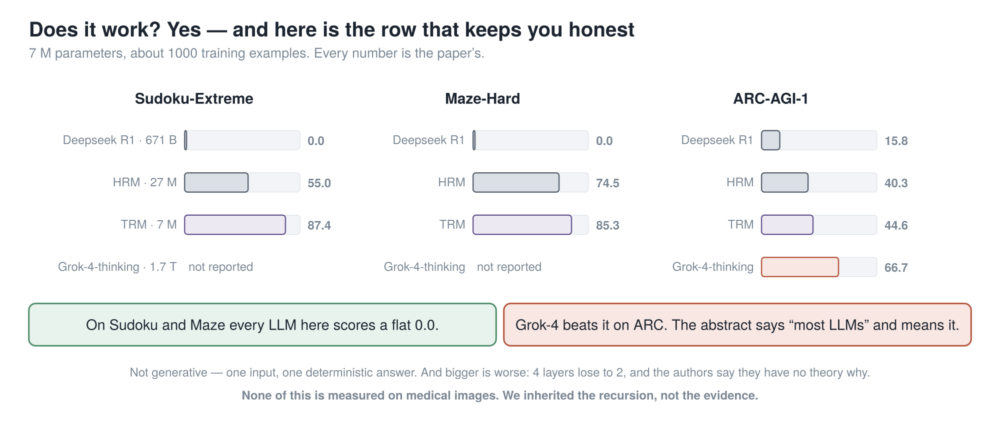 Does it work? Yes — and here is the row that keeps you honest
7 M parameters, about 1000 training examples. Every number is the paper’s.
Sudoku-Extreme
Deepseek R1 · 671 B 0.0
HRM · 27 M 55.0
TRM · 7 M 87.4
Grok-4-thinking · 1.7 T not reported
Maze-Hard
Deepseek R1 0.0
HRM 74.5
TRM 85.3
Grok-4-thinking not reported
ARC-AGI-1
Deepseek R1 15.8
HRM 40.3
TRM 44.6
Grok-4-thinking 66.7
On Sudoku and Maze every LLM here scores a flat 0.0.
Grok-4 beats it on ARC. The abstract says “most LLMs” and means it.
Not generative — one input, one deterministic answer. And bigger is worse: 4 layers lose to 2, and the authors say they have no theory why.
None of this is measured on medical images. We inherited the recursion, not the evidence.